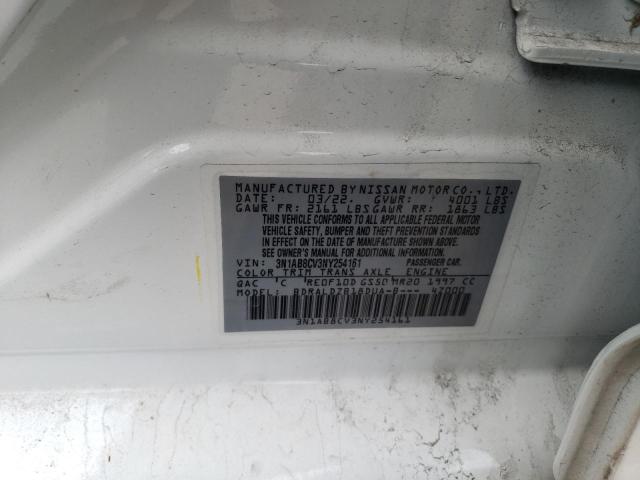 MANUFACTURED BY NISSAN MOTOR CO., LTD.
DATE: 03/22. GVWR: 4001 LBS
GAWR FR: 2161 LBS GAWR RR: 1863 LBS
THIS VEHICLE CONFORMS TO ALL APPLICABLE FEDERAL MOTOR
VEHICLE SAFETY, BUMPER AND THEFT PREVENTION STANDARDS
IN EFFECT ON THE DATE OF MANUFACTURE SHOWN ABOVE.
SEE OWNER'S MANUAL FOR ADDITIONAL INFORMATION
VIN: 3N1AB8CV3NY254161 PASSENGER CAR.
COLOR TRIM TRANS AXLE ENGINE
QAC 'C 'RE0F10D GS50 MR20 1997 CC
MODEL: 42000
3N1AB8CV3NY254161